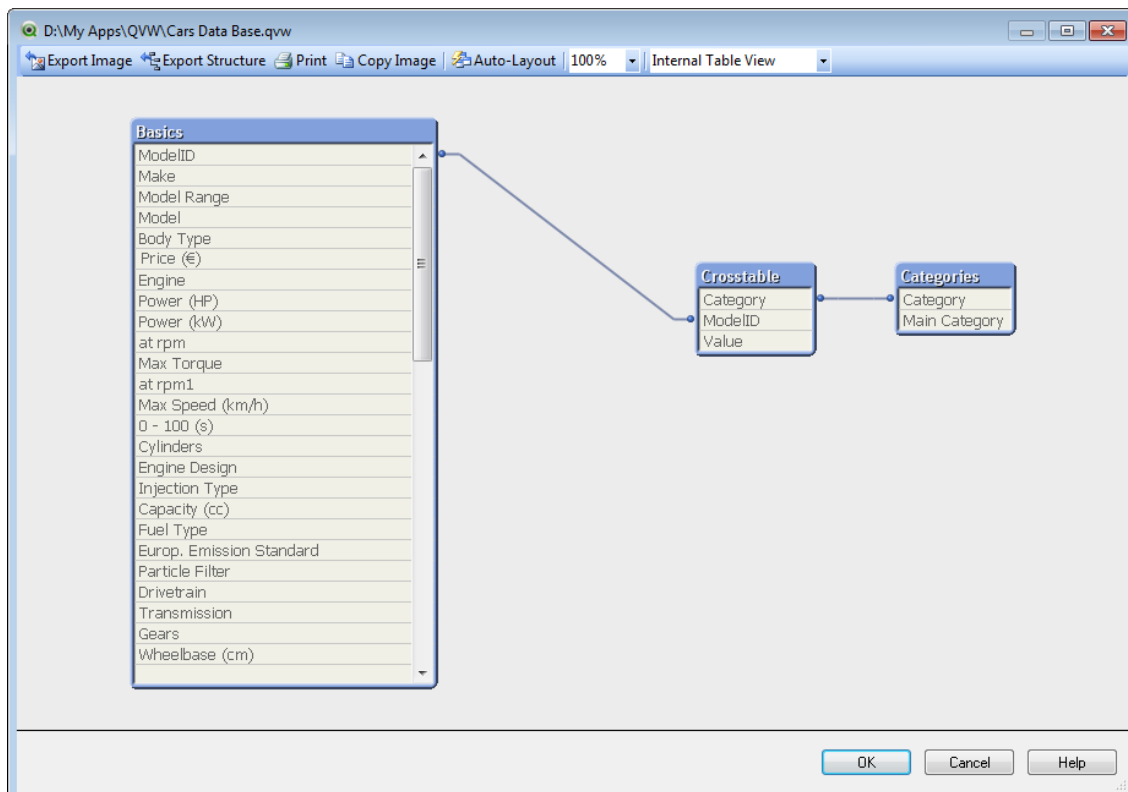 D:\My Apps\QVW\Cars Data Base.qvw
Export Image Export Structure Print Copy Image Auto-Layout 100% Internal Table View
Basics
ModelID
Make
Model Range
Model
Body Type
Price (€)
Engine
Power (HP)
Power (kW)
at rpm
Max Torque
at rpm1
Max Speed (km/h)
0 - 100 (s)
Cylinders
Engine Design
Injection Type
Capacity (cc)
Fuel Type
Europ. Emission Standard
Particle Filter
Drivetrain
Transmission
Gears
Wheelbase (cm)
Crosstable
Category
ModelID
Value
Categories
Category
Main Category
OK Cancel Help